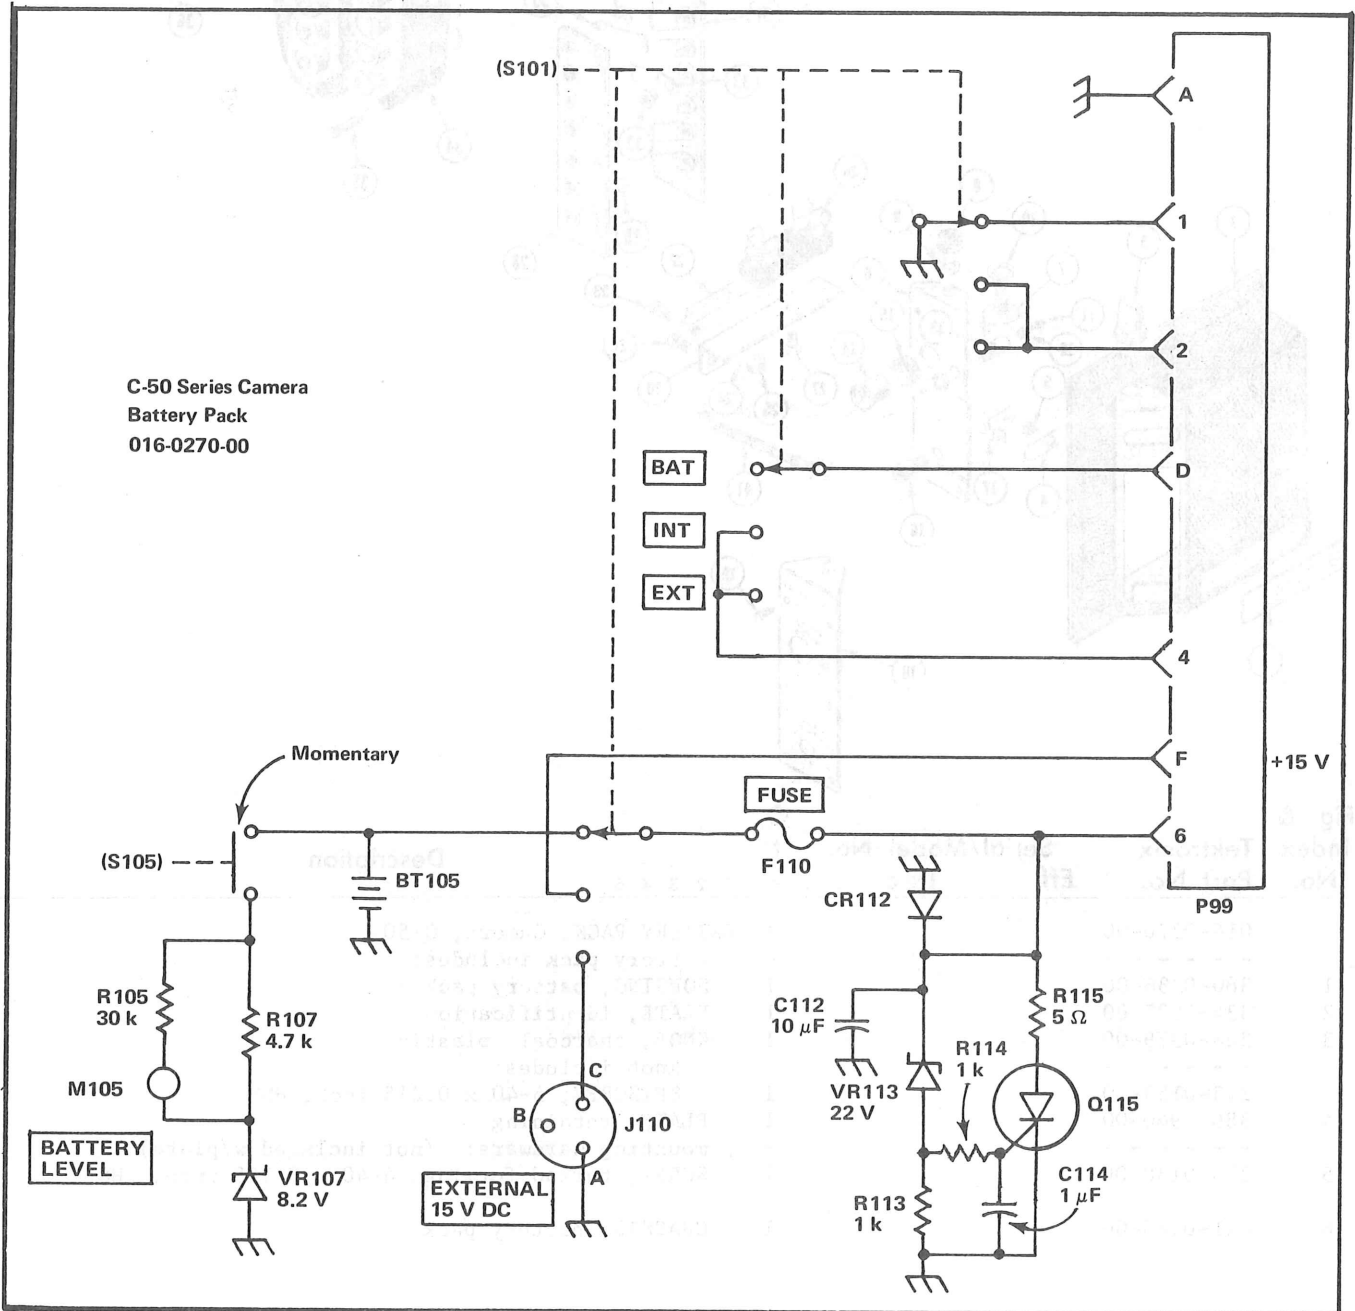 (S101)
A
1
2
C-50 Series Camera
Battery Pack
016-0270-00
BAT
D
INT
EXT
4
Momentary
F
+15 V
FUSE
(S105)
6
F110
BT105
CR112
P99
R105
30 k
R107
4.7 k
C112
10 µF
R115
5 Ω
R114
1 k
M105
C
B
J110
A
VR113
22 V
Q115
BATTERY
LEVEL
VR107
8.2 V
EXTERNAL
15 V DC
R113
1 k
C114
1 µF